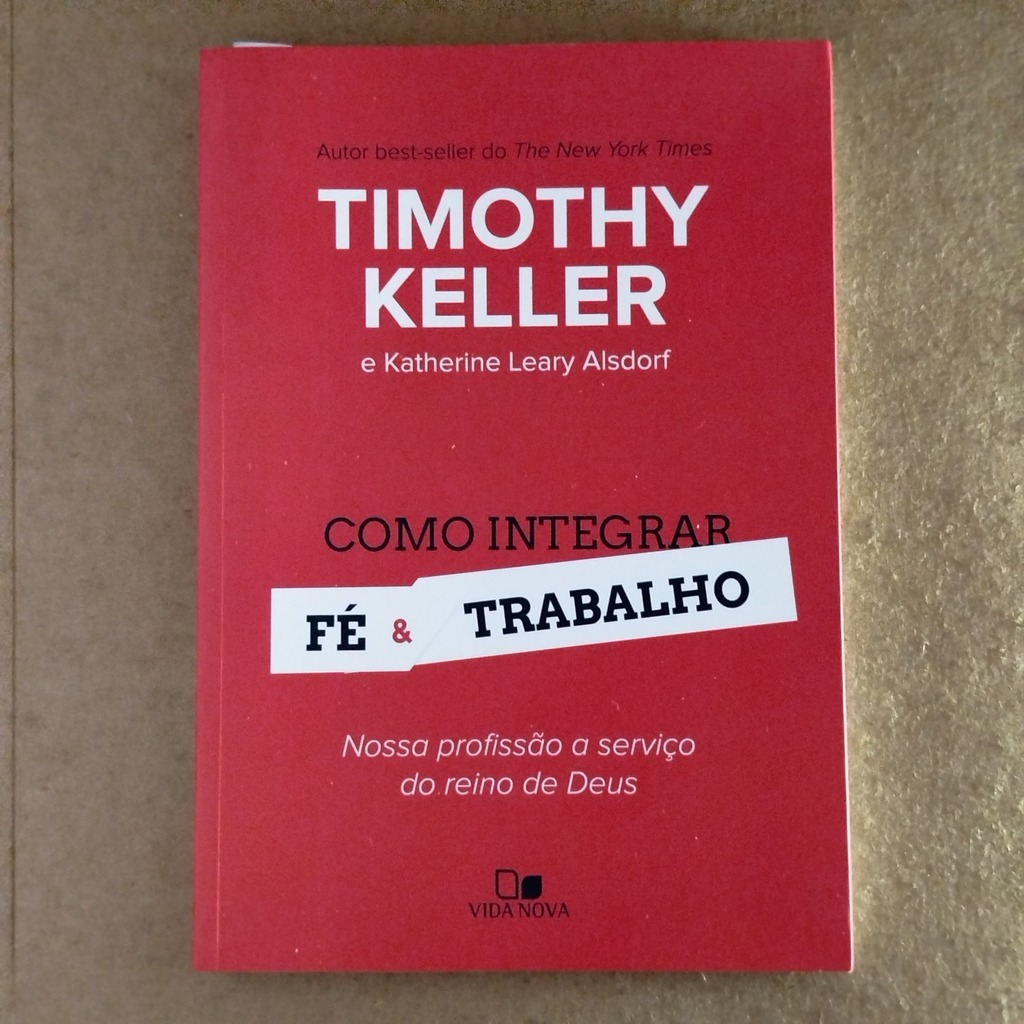 Autor best-seller do The New York Times
TIMOTHY
KELLER
e Katherine Leary Alsdorf
COMO INTEGRAR
FÉ & TRABALHO
Nossa profissão a serviço
do reino de Deus
VIDA NOVA